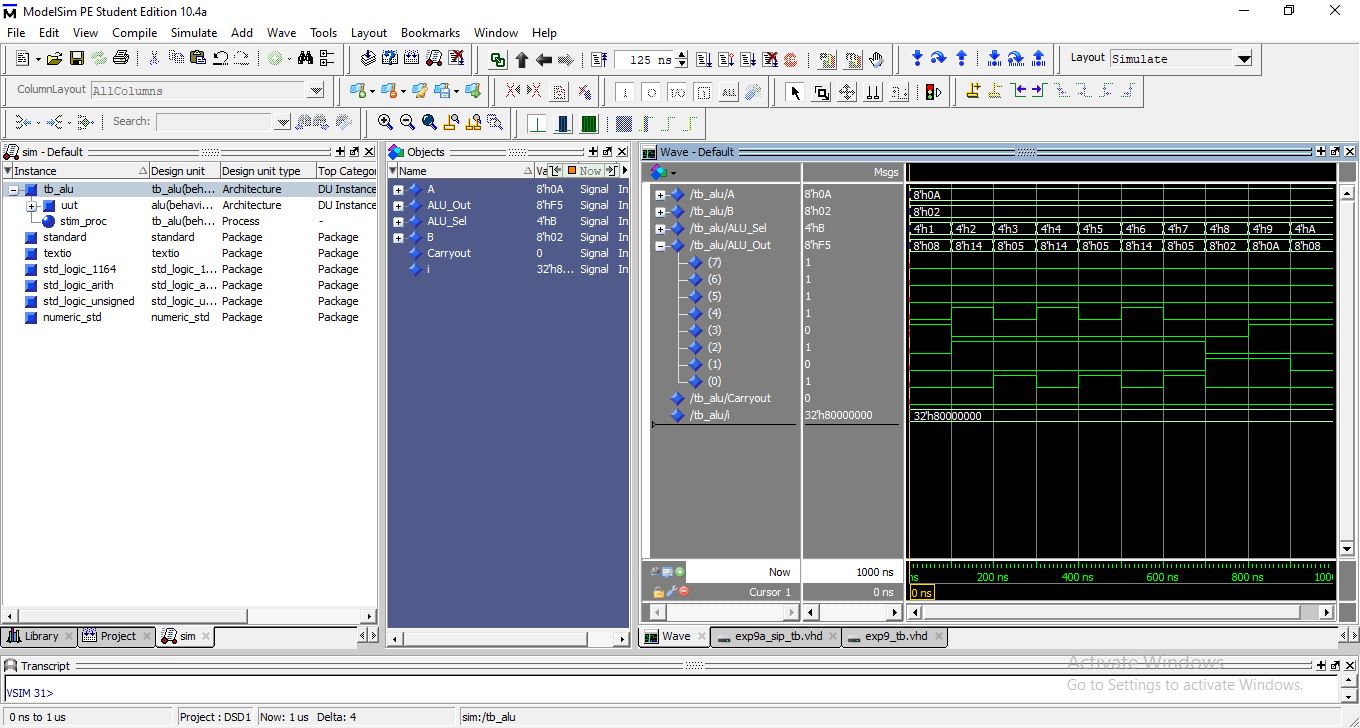 ModelSim PE Student Edition 10.4a
File Edit View Compile Simulate Add Wave Tools Layout Bookmarks Window Help
125 ns
Layout Simulate
ColumnLayout AllColumns
Search:
sim - Default
Instance Design unit Design unit type Top Categor
tb_alu tb_alu(beh... Architecture DU Instance
uut alu(behavi... Architecture DU Instance
stim_proc tb_alu(beh... Process -
standard standard Package Package
textio textio Package Package
std_logic_1164 std_logic_1... Package Package
std_logic_arith std_logic_a... Package Package
std_logic_unsigned std_logic_u... Package Package
numeric_std numeric_std Package Package
Library Project sim
Objects
Name Va Now
A 8'h0A Signal In
ALU_Out 8'hF5 Signal In
ALU_Sel 4'hB Signal In
B 8'h02 Signal In
Carryout 0 Signal In
i 32'h8... Signal In
Wave - Default
Msgs
/tb_alu/A 8'h0A 8'h0A
/tb_alu/B 8'h02 8'h02
/tb_alu/ALU_Sel 4'hB 4'h1 4'h2 4'h3 4'h4 4'h5 4'h6 4'h7 4'h8 4'h9 4'hA
/tb_alu/ALU_Out 8'hF5 8'h08 8'h14 8'h05 8'h14 8'h05 8'h14 8'h05 8'h02 8'h0A 8'h08
(7) 1
(6) 1
(5) 1
(4) 1
(3) 0
(2) 1
(1) 0
(0) 1
/tb_alu/Carryout 0
/tb_alu/i 32'h80000000 32'h80000000
Now 1000 ns ns 200 ns 400 ns 600 ns 800 ns 100
Cursor 1 0 ns 0 ns
Wave exp9a_sip_tb.vhd exp9_tb.vhd
Transcript
Activate Windows
Go to Settings to activate Windows.
VSIM 31>
0 ns to 1 us Project : DSD1 Now: 1 us Delta: 4 sim:/tb_alu